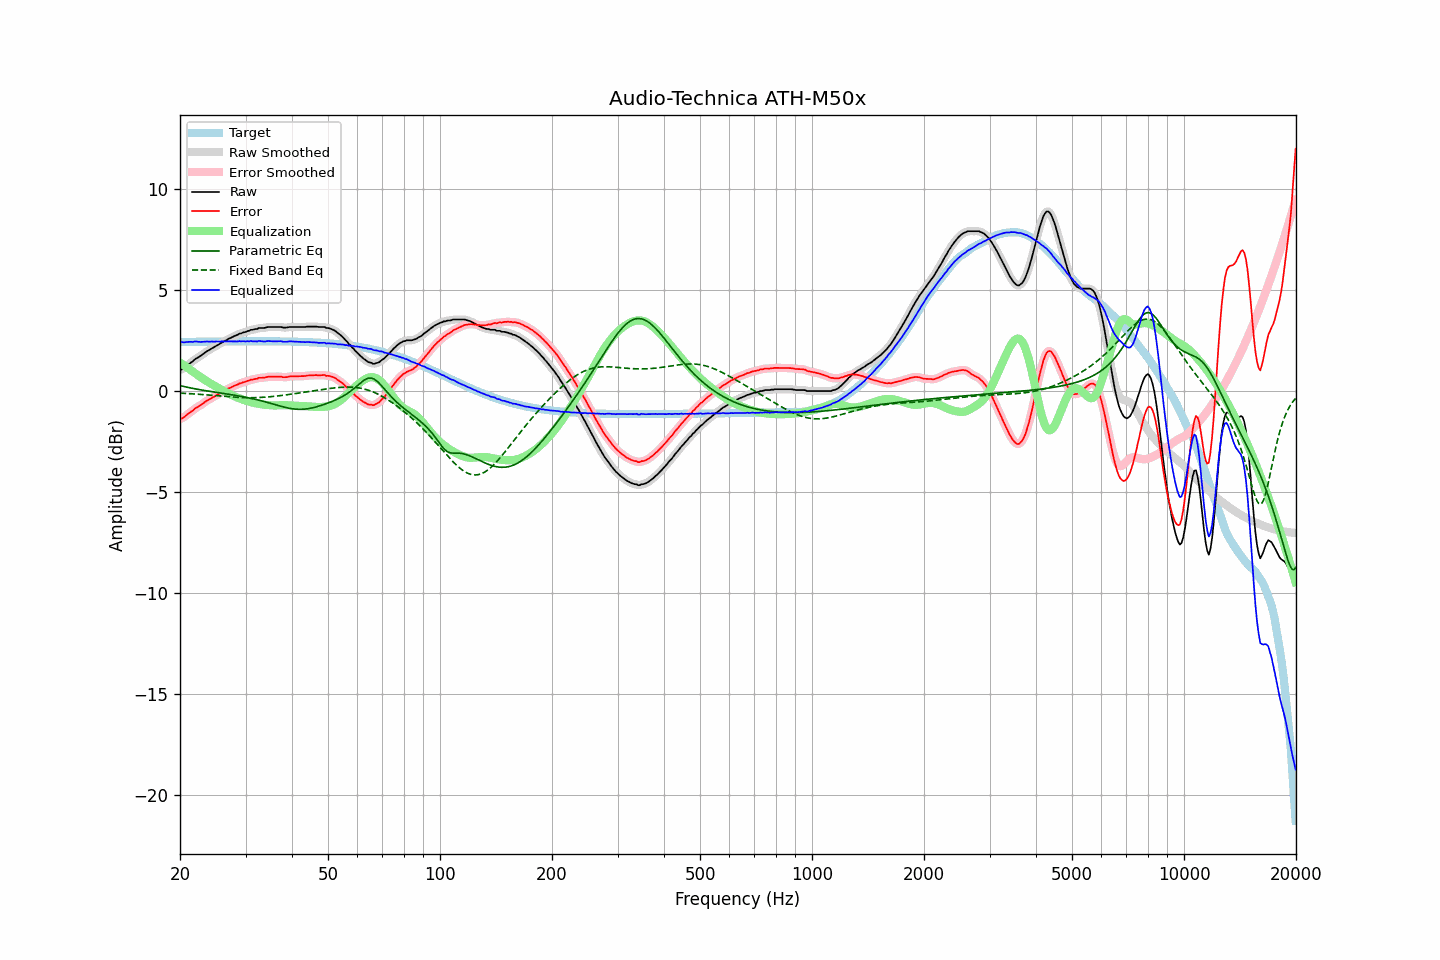 Audio-Technica ATH-M50x
Target
Raw Smoothed
Error Smoothed
Raw
Error
Equalization
Parametric Eq
Fixed Band Eq
Equalized
10
5
0
−5
−10
−15
−20
Amplitude (dBr)
20 50 100 200 500 1000 2000 5000 10000 20000
Frequency (Hz)